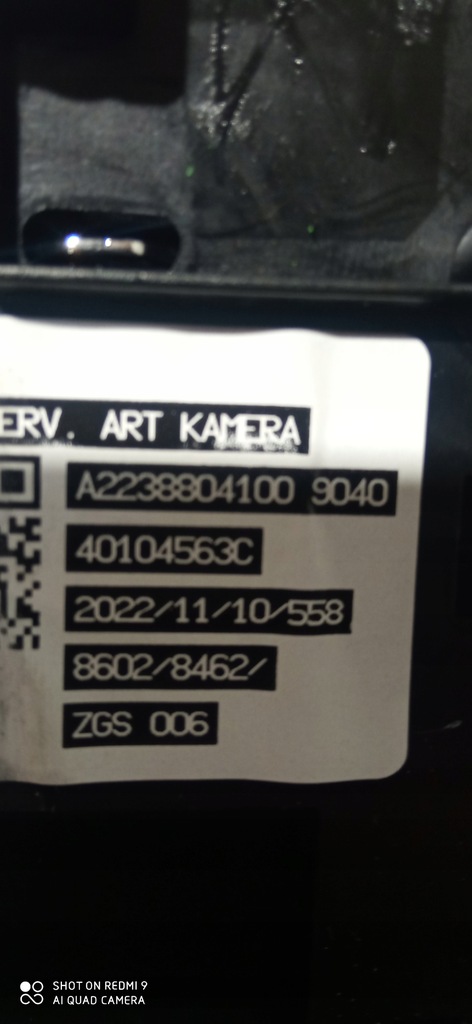 ERV. ART KAMERA
A2238804100 9040
40104563C
2022/11/10/558
8602/8462/
ZGS 006
SHOT ON REDMI 9
AI QUAD CAMERA